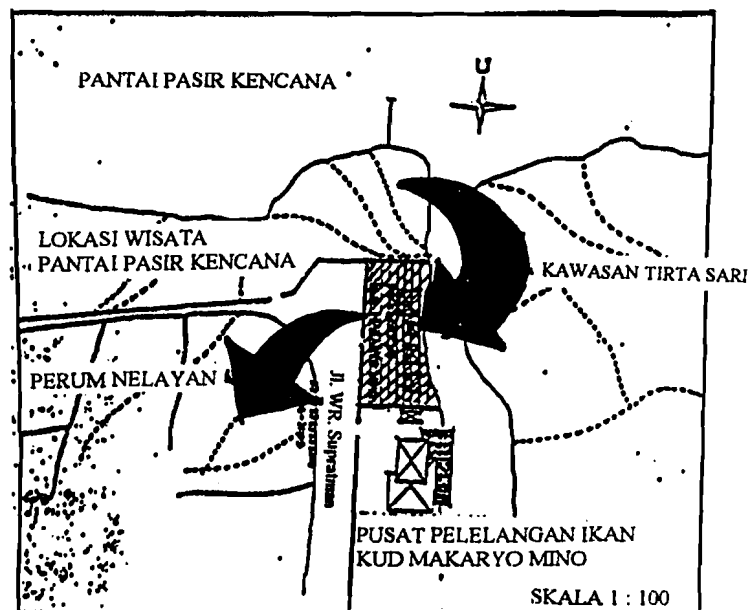 PANTAI PASIR KENCANA
U
LOKASI WISATA
PANTAI PASIR KENCANA
KAWASAN TIRTA SARI
PERUM NELAYAN
Jl. WR. Supratman
PUSAT PELELANGAN IKAN
KUD MAKARYO MINO
SKALA 1 : 100